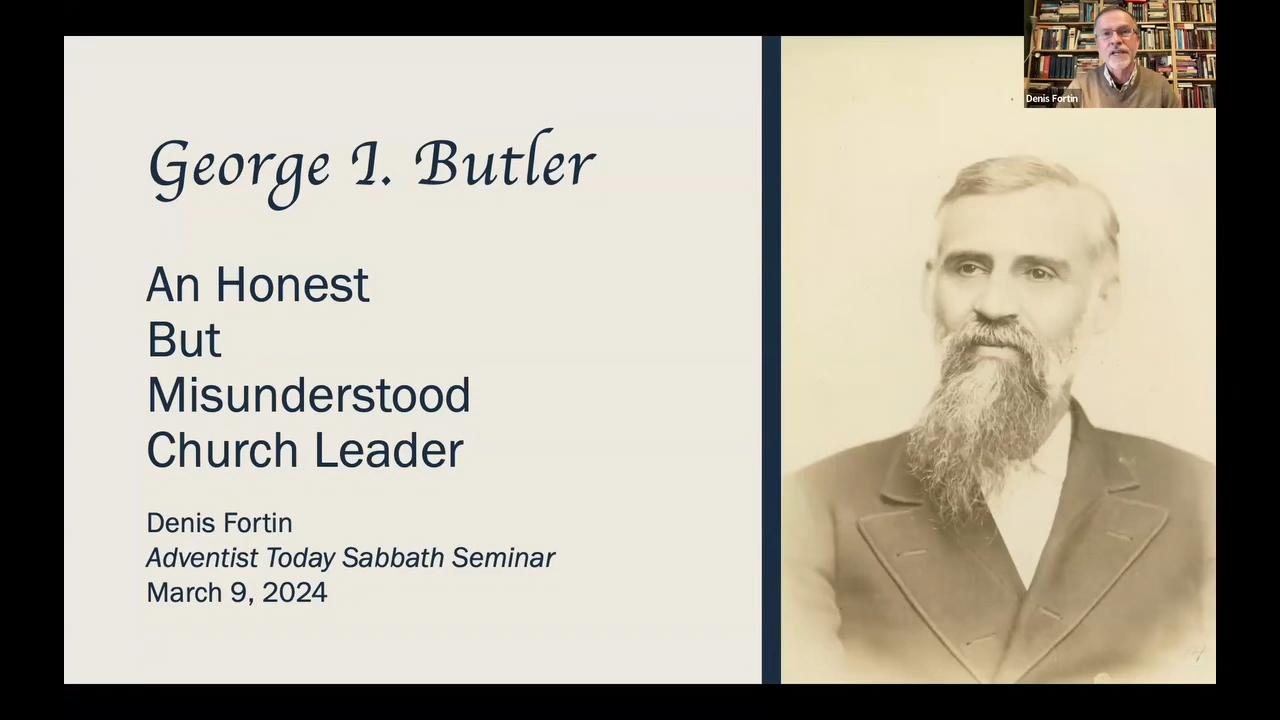 George I. Butler
An Honest
But
Misunderstood
Church Leader
Denis Fortin
Adventist Today Sabbath Seminar
March 9, 2024
Denis Fortin